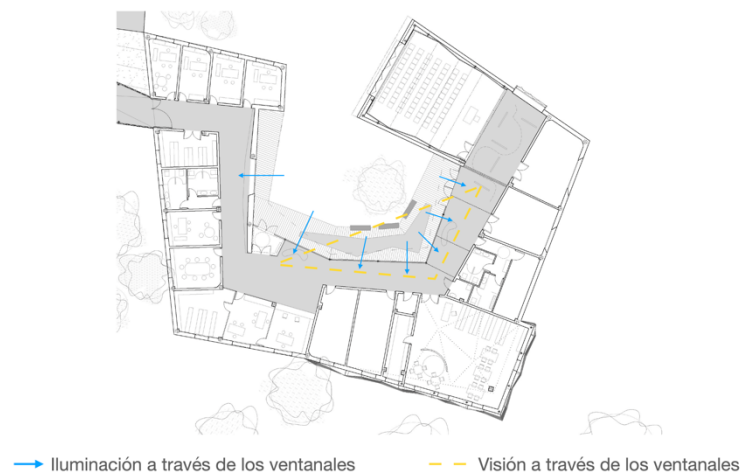 Iluminación a través de los ventanales
Visión a través de los ventanales